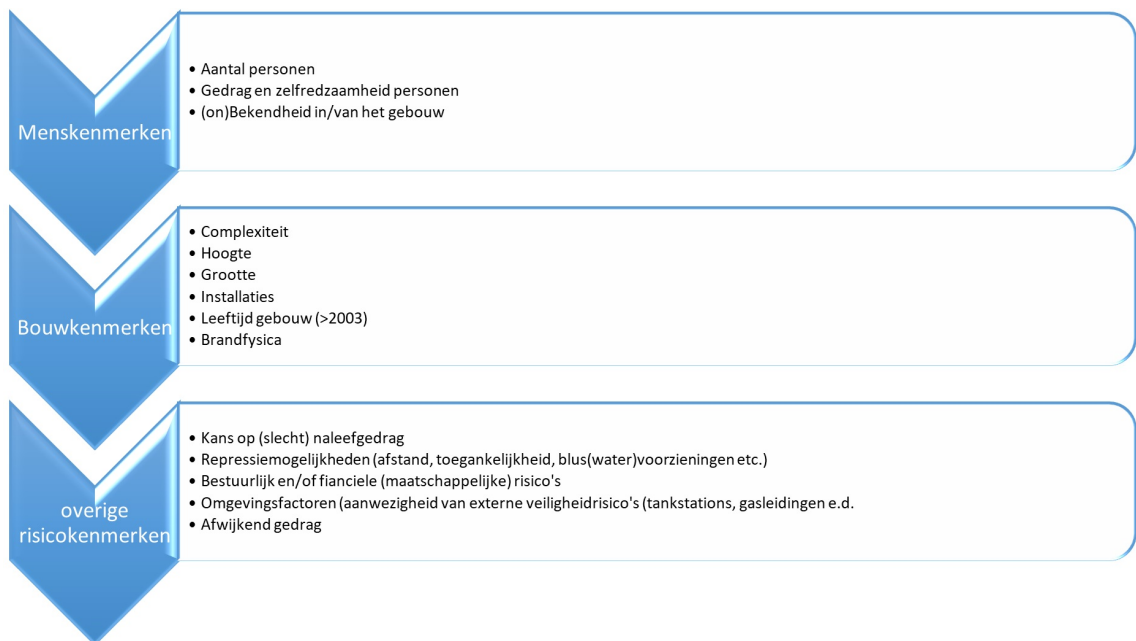 Menskenmerken
• Aantal personen
• Gedrag en zelfredzaamheid personen
• (on)Bekendheid in/van het gebouw
Bouwkenmerken
• Complexiteit
• Hoogte
• Grootte
• Installaties
• Leeftijd gebouw (>2003)
• Brandfysica
overige
risicokenmerken
• Kans op (slecht) naleefgedrag
• Repressiemogelijkheden (afstand, toegankelijkheid, blus(water)voorzieningen etc.)
• Bestuurlijk en/of fianciele (maatschappelijke) risico's
• Omgevingsfactoren (aanwezigheid van externe veiligheidrisico's (tankstations, gasleidingen e.d.
• Afwijkend gedrag